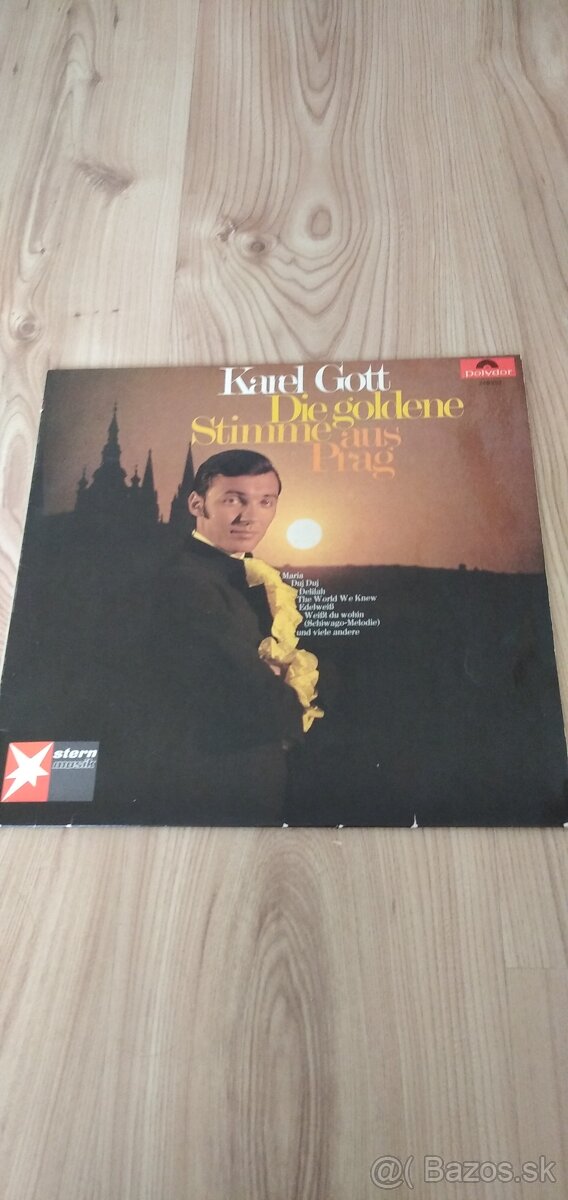 Karel Gott
Die goldene
Stimme aus
Prag
polydor
Maria
Duj Duj
Delilah
The World We Knew
Edelweiß
Weißt du wohin
(Schiwago-Melodie)
und viele andere
stern
musik
@( Bazos.sk